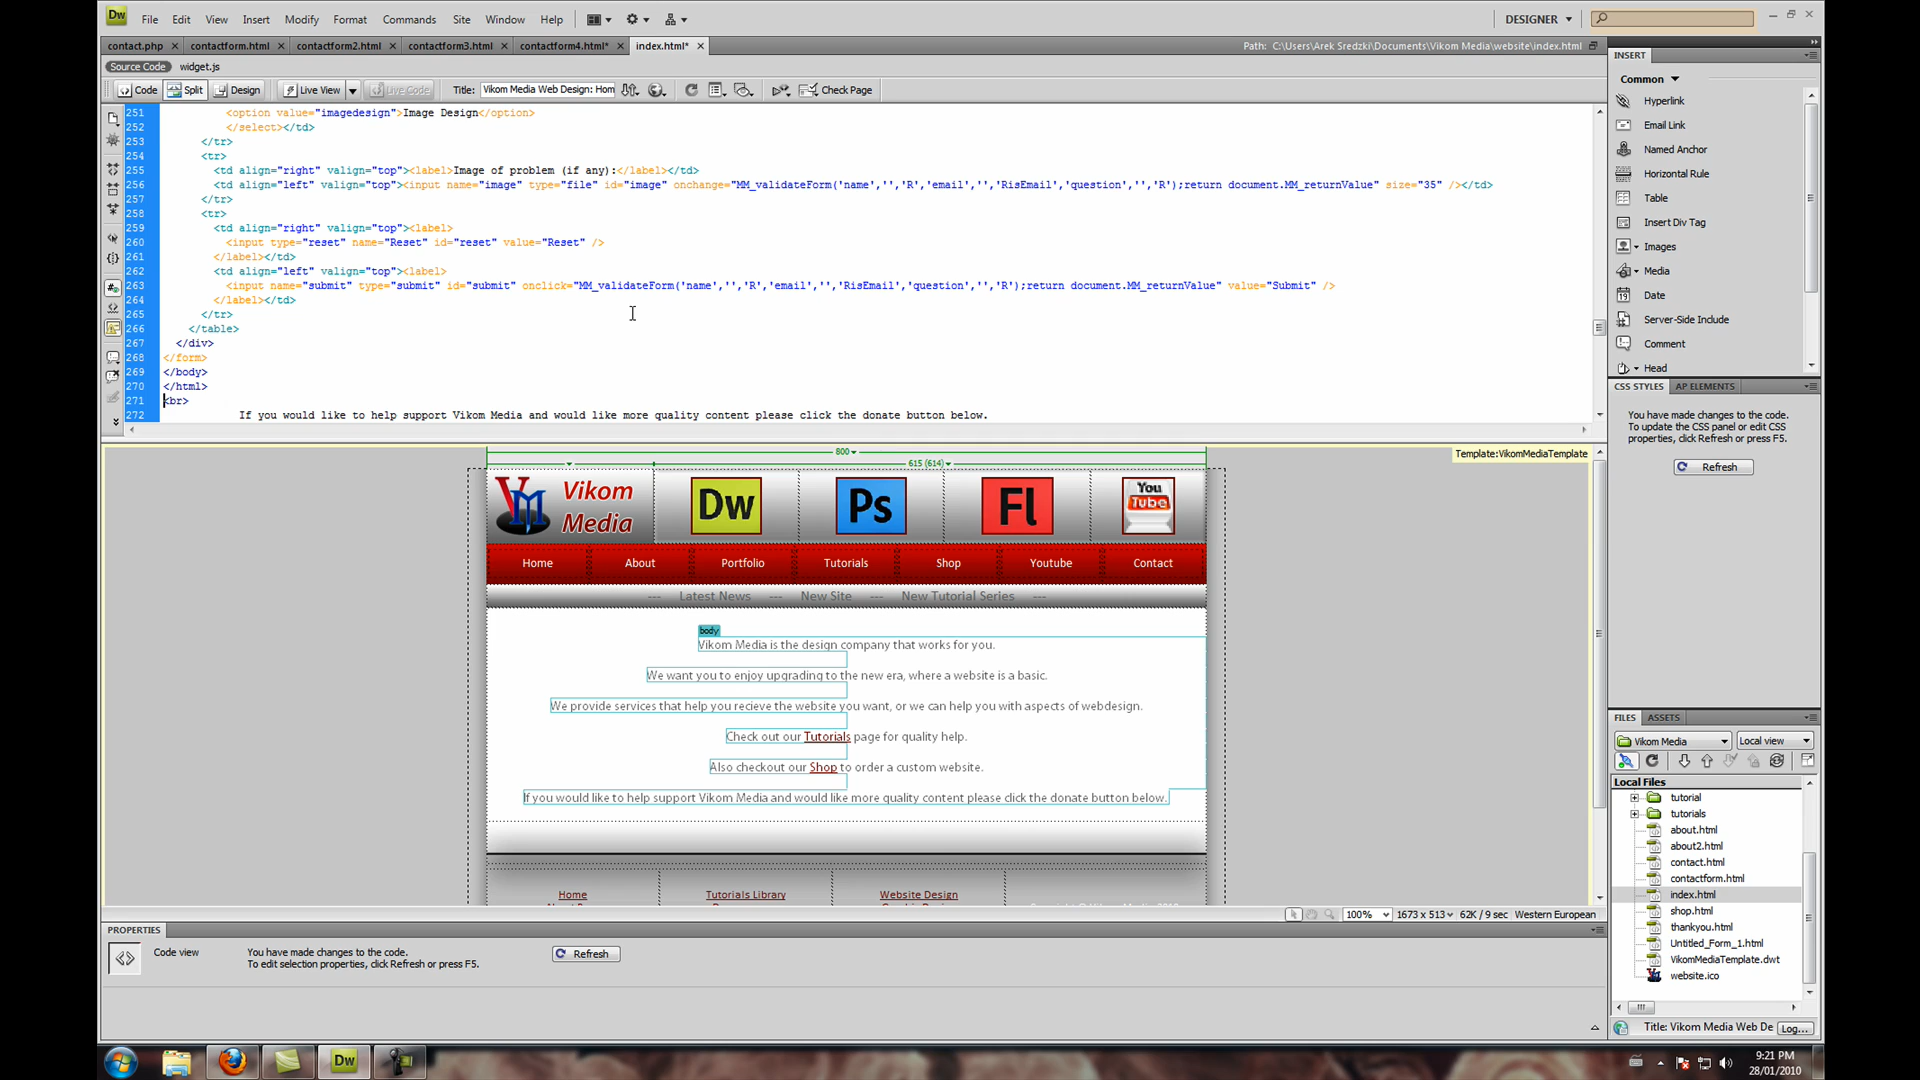 Dw File Edit View Insert Modify Format Commands Site Window Help DESIGNER
contact.php contactform.html contactform2.html contactform3.html contactform4.html* index.html* Path: C:\Users\Arek Sredzki\Documents\Vikom Media\website\index.html
Source Code widget.js
Code Split Design Live View Live Code Title: Vikom Media Web Design: Hom Check Page
251 <option value="imagedesign">Image Design</option>
252 </select></td>
253 </tr>
254 <tr>
255 <td align="right" valign="top"><label>Image of problem (if any):</label></td>
256 <td align="left" valign="top"><input name="image" type="file" id="image" onchange="MM_validateForm('name','','R','email','','RisEmail','question','','R');return document.MM_returnValue" size="35" /></td>
257 </tr>
258 <tr>
259 <td align="right" valign="top"><label>
260 <input type="reset" name="Reset" id="reset" value="Reset" />
261 </label></td>
262 <td align="left" valign="top"><label>
263 <input name="submit" type="submit" id="submit" onclick="MM_validateForm('name','','R','email','','RisEmail','question','','R');return document.MM_returnValue" value="Submit" />
264 </label></td>
265 </tr>
266 </table>
267 </div>
268 </form>
269 </body>
270 </html>
271 <br>
272 If you would like to help support Vikom Media and would like more quality content please click the donate button below.
800
615 (614)
Template:VikomMediaTemplate
VM Vikom Media Dw Ps Fl You Tube
Home About Portfolio Tutorials Shop Youtube Contact
--- Latest News --- New Site --- New Tutorial Series ---
body
Vikom Media is the design company that works for you.
We want you to enjoy upgrading to the new era, where a website is a basic.
We provide services that help you recieve the website you want, or we can help you with aspects of webdesign.
Check out our Tutorials page for quality help.
Also checkout our Shop to order a custom website.
If you would like to help support Vikom Media and would like more quality content please click the donate button below.
Home Tutorials Library Website Design
100% 1673 x 513 62K / 9 sec Western European
PROPERTIES
Code view
You have made changes to the code.
To edit selection properties, click Refresh or press F5.
Refresh
INSERT
Common
Hyperlink
Email Link
Named Anchor
Horizontal Rule
Table
Insert Div Tag
Images
Media
Date
Server-Side Include
Comment
Head
CSS STYLES AP ELEMENTS
You have made changes to the code.
To update the CSS panel or edit CSS
properties, click Refresh or press F5.
Refresh
FILES ASSETS
Vikom Media Local view
Local Files
tutorial
tutorials
about.html
about2.html
contact.html
contactform.html
index.html
shop.html
thankyou.html
Untitled_Form_1.html
VikomMediaTemplate.dwt
website.ico
Title: Vikom Media Web De Log...
Dw
9:21 PM
28/01/2010